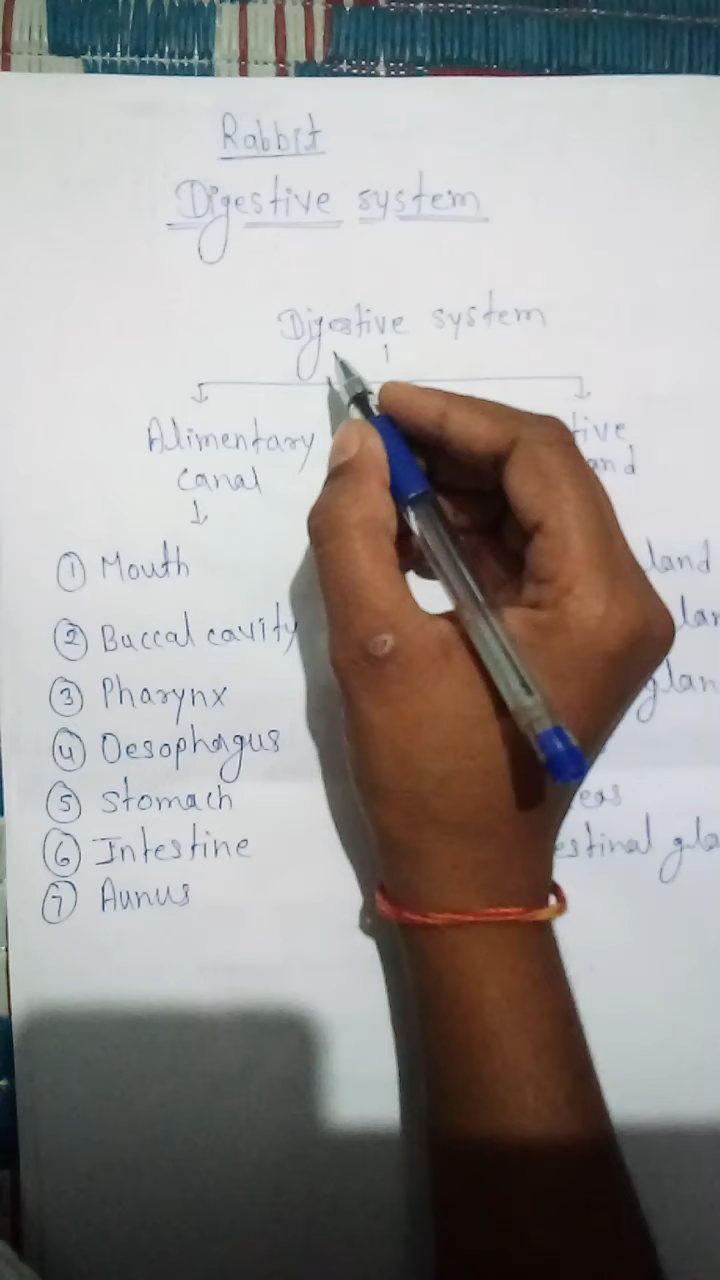 Rabbit
Digestive system
Digestive system
Alimentary
canal
① Mouth
② Buccal cavity
③ Pharynx
④ Oesophagus
⑤ Stomach
⑥ Intestine
⑦ Aunus